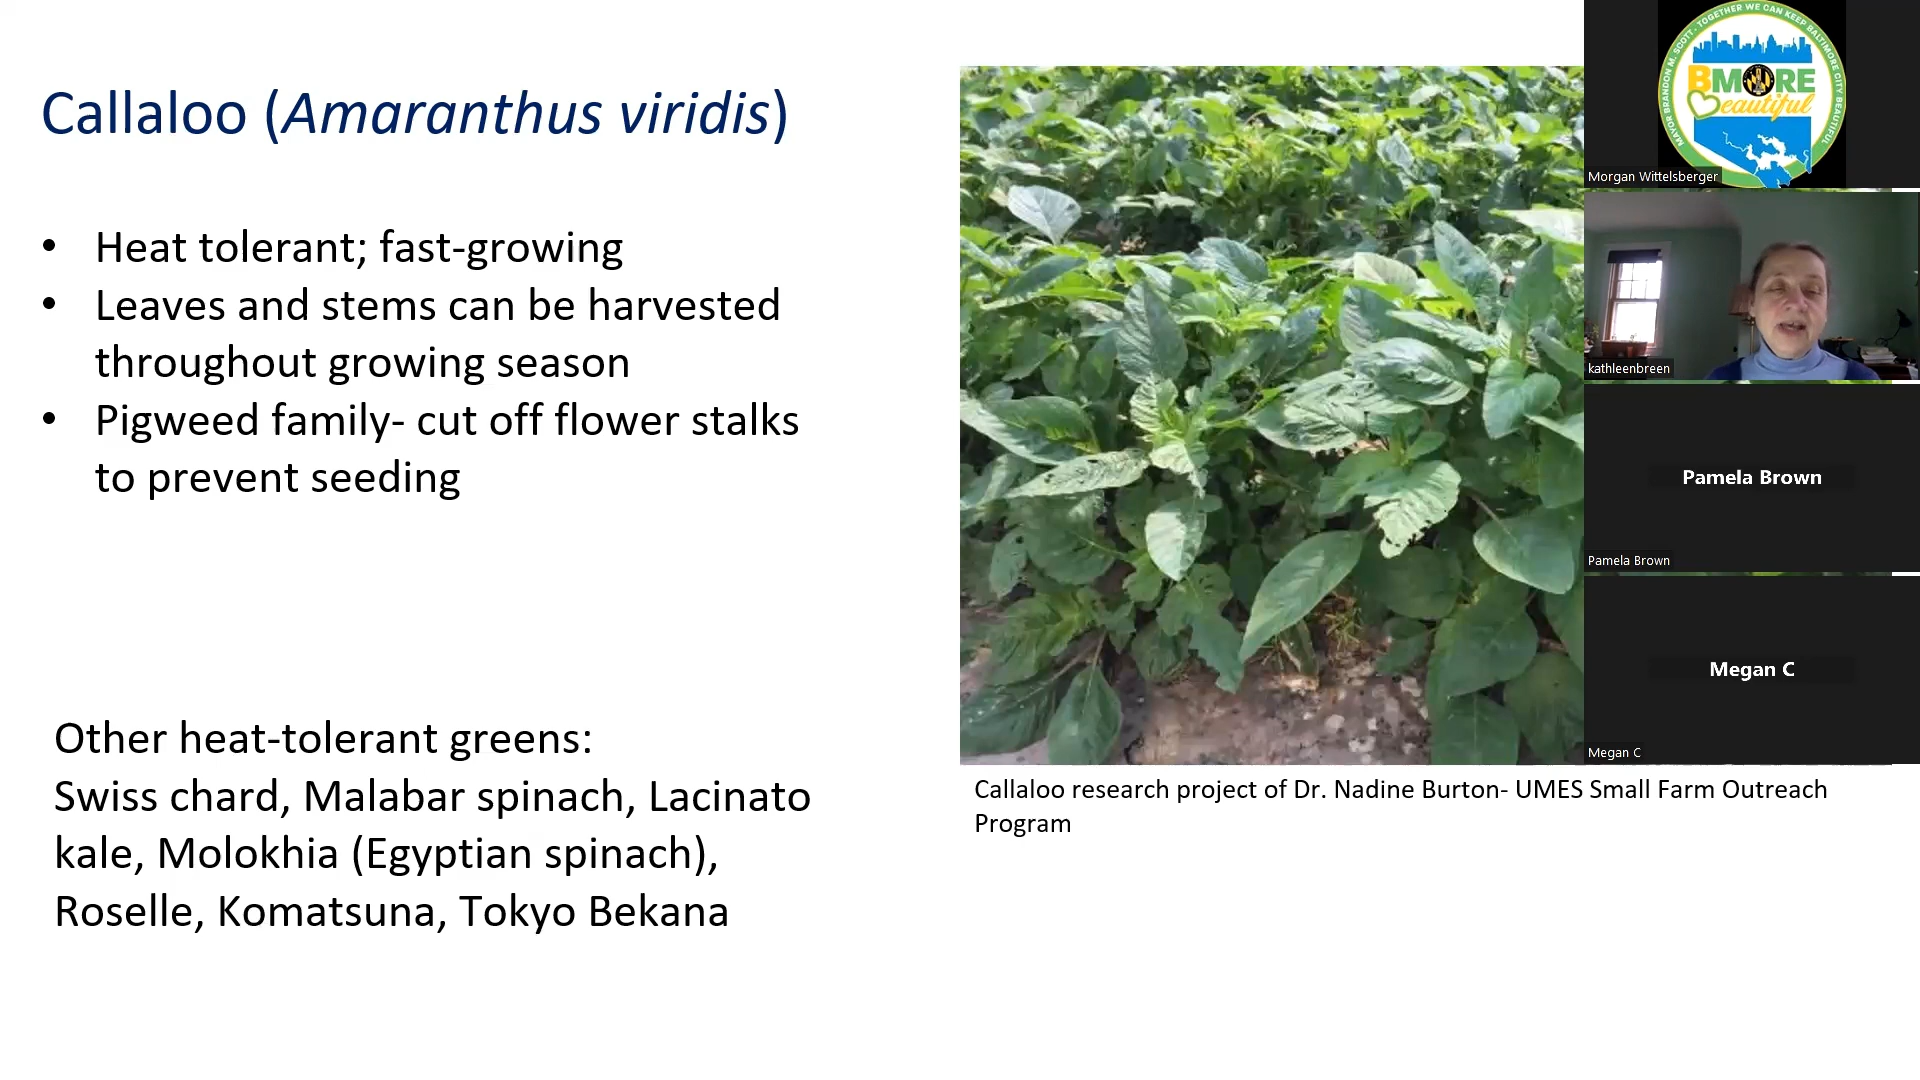 Callaloo (Amaranthus viridis)
• Heat tolerant; fast-growing
• Leaves and stems can be harvested
throughout growing season
• Pigweed family- cut off flower stalks
to prevent seeding
Other heat-tolerant greens:
Swiss chard, Malabar spinach, Lacinato
kale, Molokhia (Egyptian spinach),
Roselle, Komatsuna, Tokyo Bekana
Callaloo research project of Dr. Nadine Burton- UMES Small Farm Outreach
Program
MAYOR BRANDON M. SCOTT · TOGETHER WE CAN KEEP BALTIMORE CITY BEAUTIFUL
BMORE
Beautiful
Morgan Wittelsberger
kathleenbreen
Pamela Brown
Pamela Brown
Megan C
Megan C